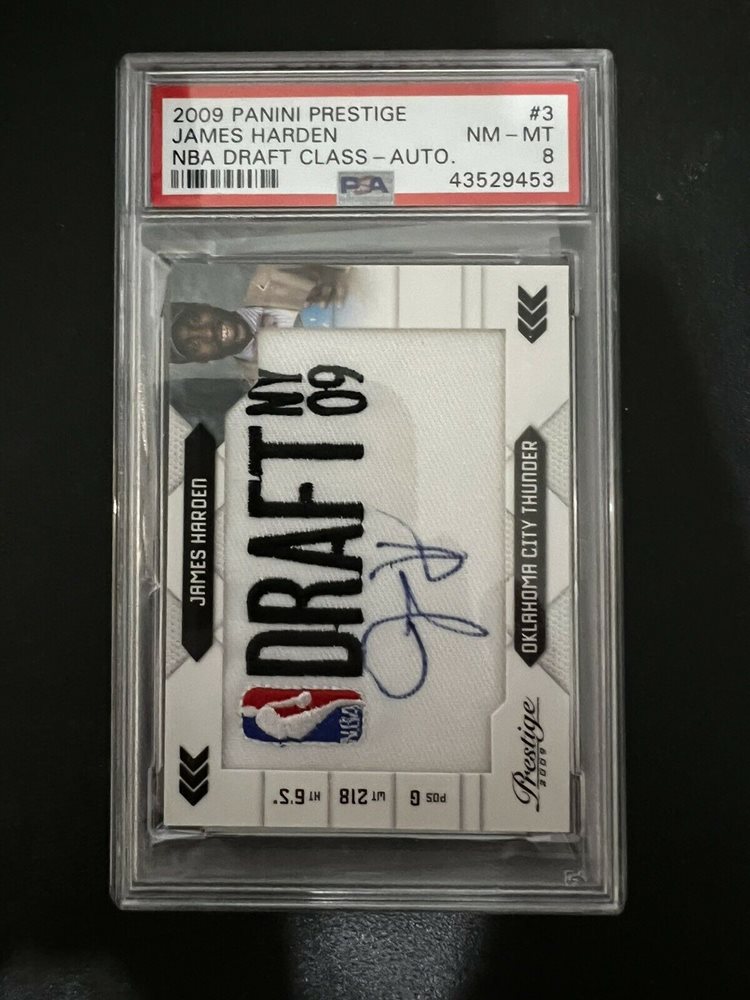 2009 PANINI PRESTIGE #3
JAMES HARDEN NM - MT
NBA DRAFT CLASS - AUTO. 8
PSA 43529453
DRAFT NY
09
NBA
JAMES HARDEN
OKLAHOMA CITY THUNDER
HT 6'5"
WT 218
POS G
Prestige
2009